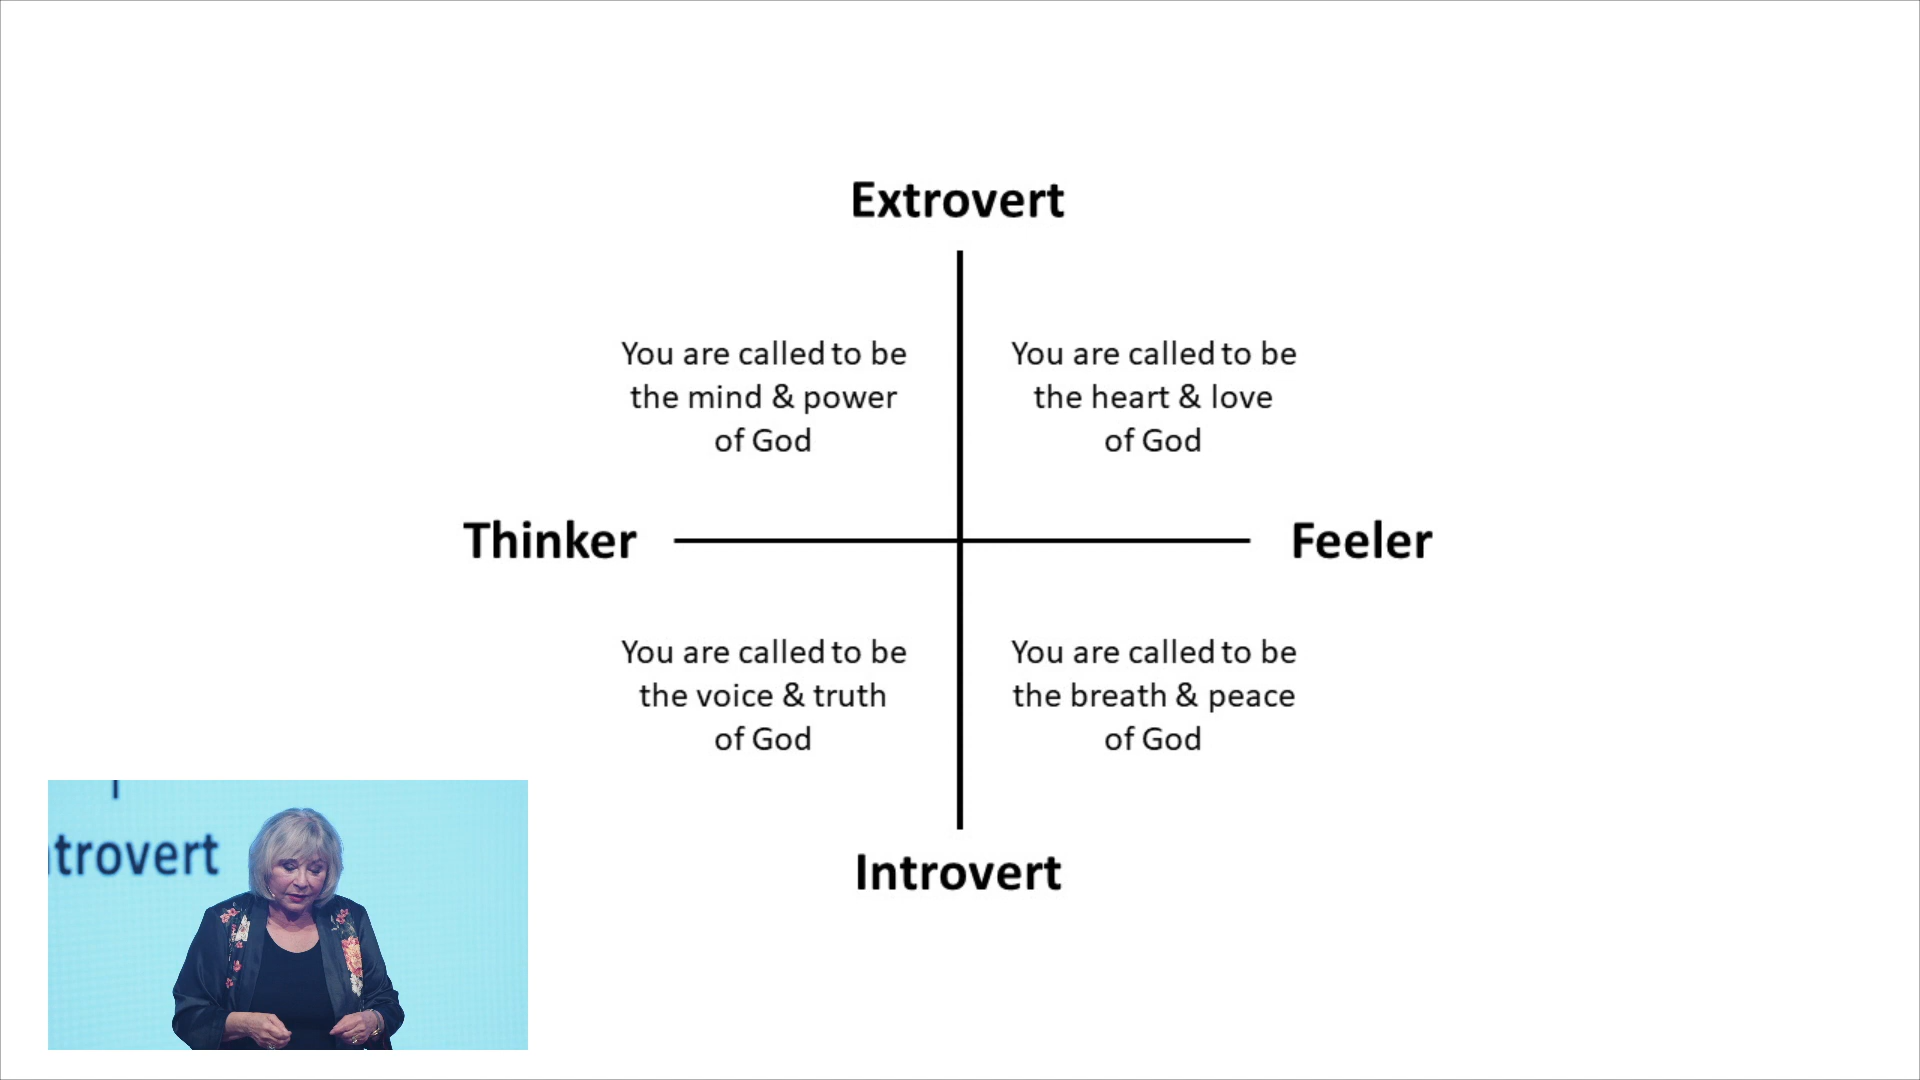 Extrovert
You are called to be
the mind & power
of God
You are called to be
the heart & love
of God
Thinker
Feeler
You are called to be
the voice & truth
of God
You are called to be
the breath & peace
of God
Introvert
trovert